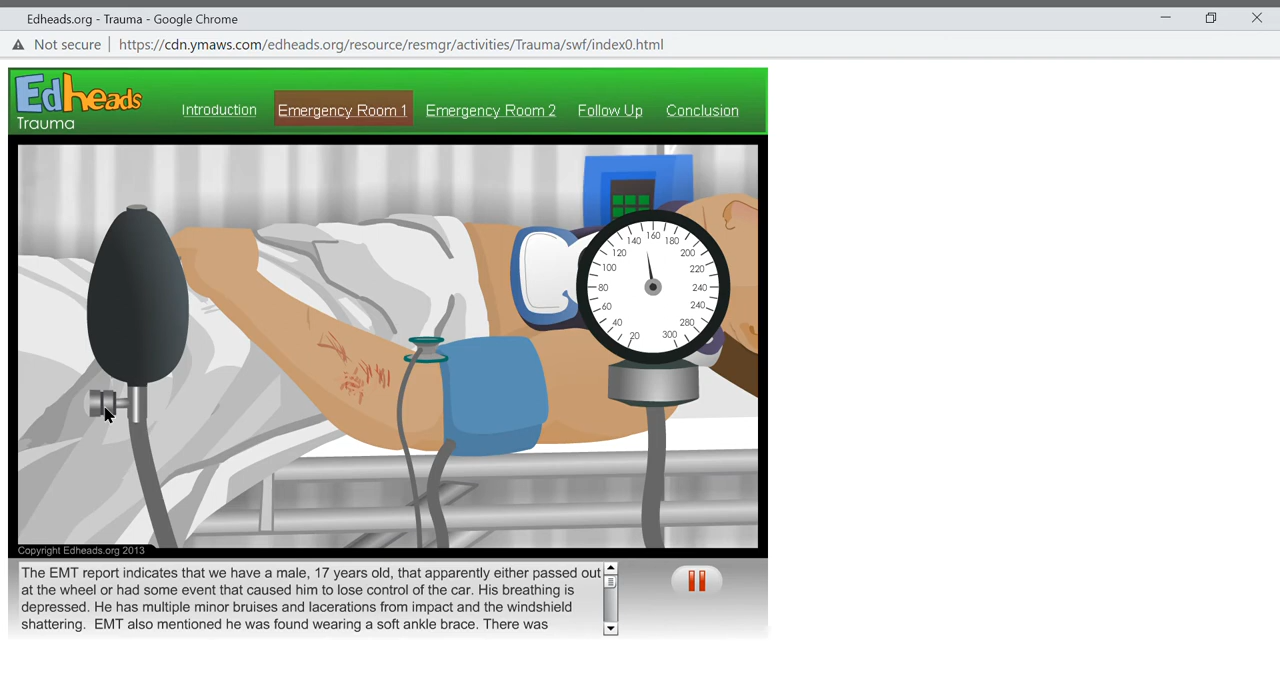 Edheads.org - Trauma - Google Chrome
Not secure | https://cdn.ymaws.com/edheads.org/resource/resmgr/activities/Trauma/swf/index0.html
Edheads
Trauma
Introduction Emergency Room 1 Emergency Room 2 Follow Up Conclusion
160
140 180
120 200
100 220
80 240
60 240
40 280
20 300
Copyright Edheads.org 2013
The EMT report indicates that we have a male, 17 years old, that apparently either passed out
at the wheel or had some event that caused him to lose control of the car. His breathing is
depressed. He has multiple minor bruises and lacerations from impact and the windshield
shattering. EMT also mentioned he was found wearing a soft ankle brace. There was